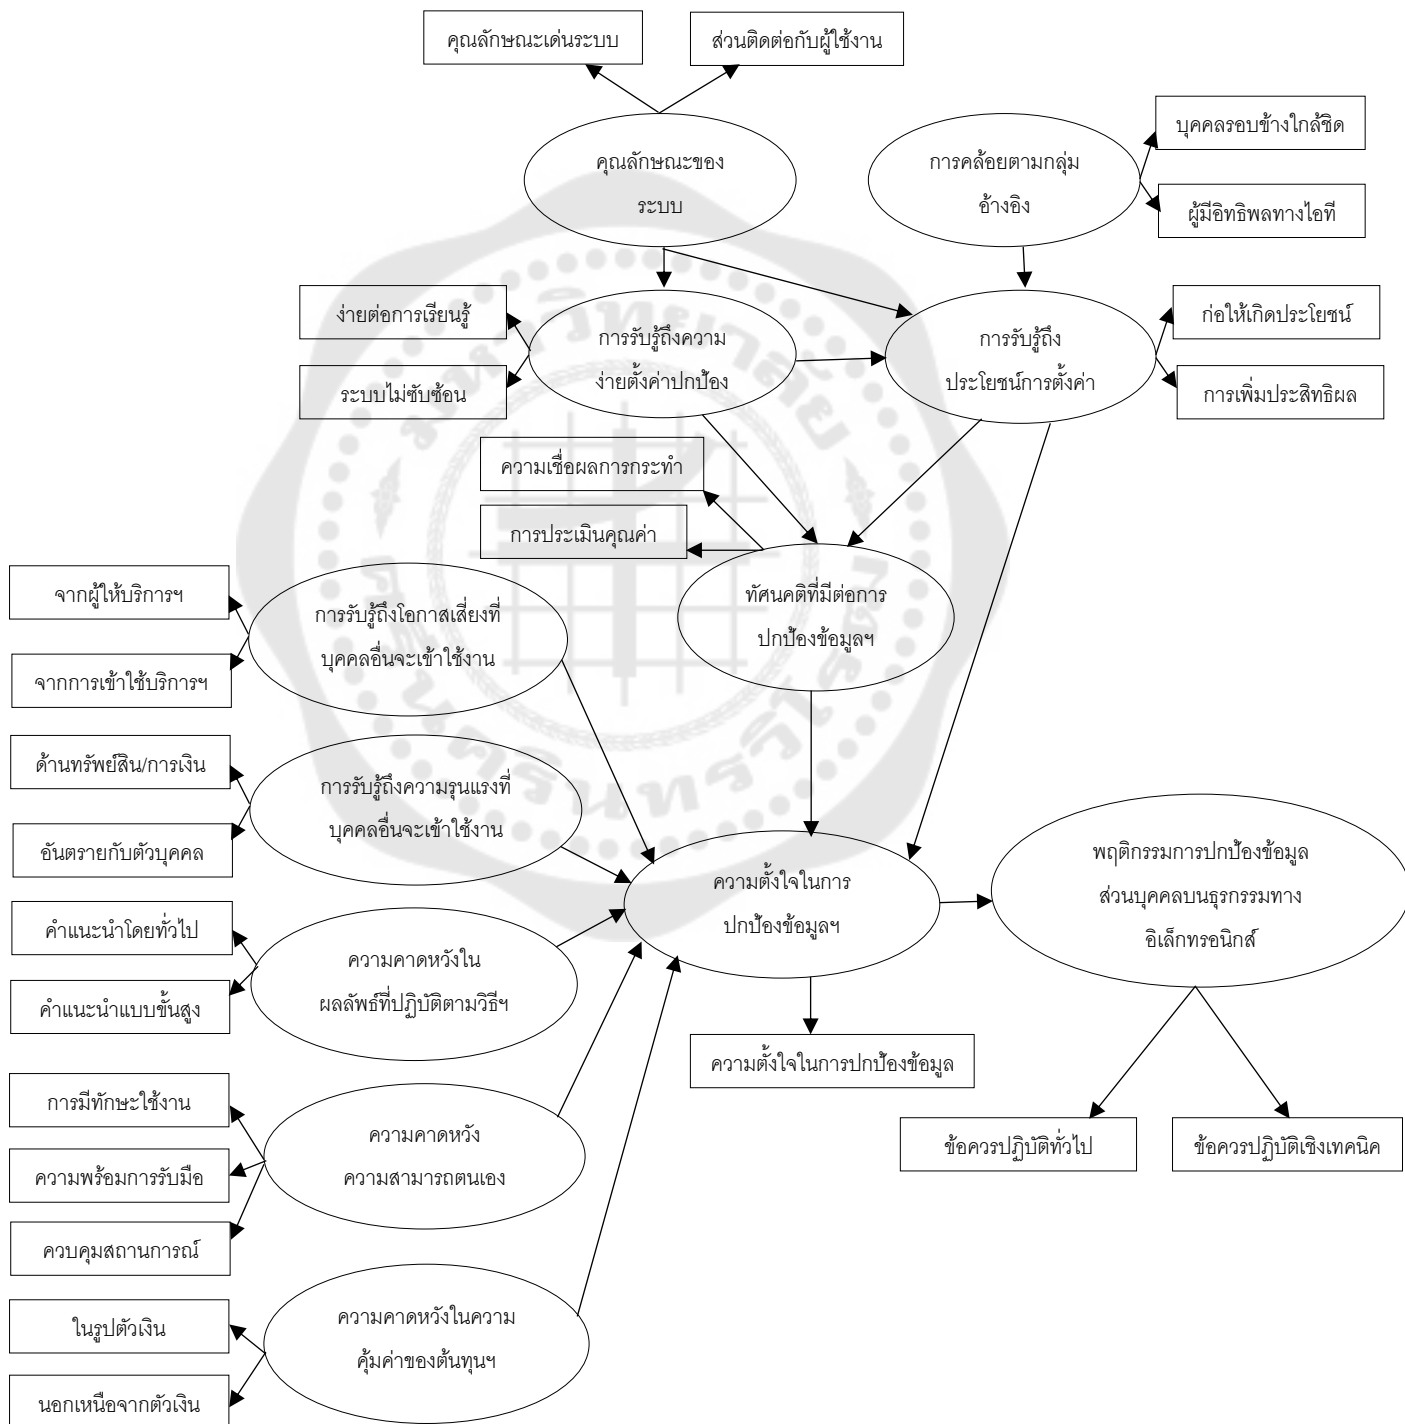 คุณลักษณะเด่นระบบ
ส่วนติดต่อกับผู้ใช้งาน
คุณลักษณะของ
ระบบ
การคล้อยตามกลุ่ม
อ้างอิง
บุคคลรอบข้างใกล้ชิด
ผู้มีอิทธิพลทางไอที
ง่ายต่อการเรียนรู้
ระบบไม่ซับซ้อน
การรับรู้ถึงความ
ง่ายตั้งค่าปกป้อง
การรับรู้ถึง
ประโยชน์การตั้งค่า
ก่อให้เกิดประโยชน์
การเพิ่มประสิทธิผล
ความเชื่อผลการกระทำ
การประเมินคุณค่า
ทัศนคติที่มีต่อการ
ปกป้องข้อมูลฯ
จากผู้ให้บริการฯ
จากการเข้าใช้บริการฯ
การรับรู้ถึงโอกาสเสี่ยงที่
บุคคลอื่นจะเข้าใช้งาน
ด้านทรัพย์สิน/การเงิน
อันตรายกับตัวบุคคล
การรับรู้ถึงความรุนแรงที่
บุคคลอื่นจะเข้าใช้งาน
ความตั้งใจในการ
ปกป้องข้อมูลฯ
พฤติกรรมการปกป้องข้อมูล
ส่วนบุคคลบนธุรกรรมทาง
อิเล็กทรอนิกส์
คำแนะนำโดยทั่วไป
คำแนะนำแบบขั้นสูง
ความคาดหวังใน
ผลลัพธ์ที่ปฏิบัติตามวิธีฯ
ความตั้งใจในการปกป้องข้อมูล
ข้อควรปฏิบัติทั่วไป
ข้อควรปฏิบัติเชิงเทคนิค
การมีทักษะใช้งาน
ความพร้อมการรับมือ
ควบคุมสถานการณ์
ความคาดหวัง
ความสามารถตนเอง
ในรูปตัวเงิน
นอกเหนือจากตัวเงิน
ความคาดหวังในความ
คุ้มค่าของต้นทุนฯ
มหาวิทยาลัย
ศรีนครินทรวิโรฒ